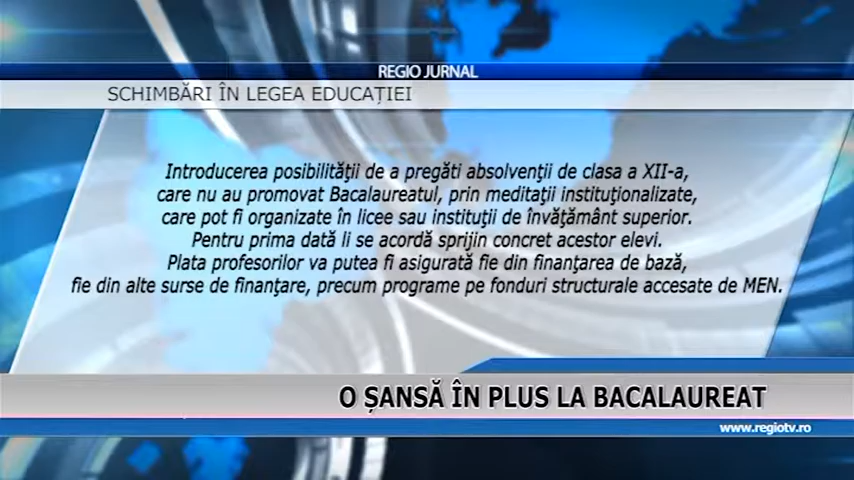 REGIO JURNAL
SCHIMBĂRI ÎN LEGEA EDUCAȚIEI
Introducerea posibilităţii de a pregăti absolvenţii de clasa a XII-a,
care nu au promovat Bacalaureatul, prin meditaţii instituţionalizate,
care pot fi organizate în licee sau instituţii de învăţământ superior.
Pentru prima dată li se acordă sprijin concret acestor elevi.
Plata profesorilor va putea fi asigurată fie din finanţarea de bază,
fie din alte surse de finanţare, precum programe pe fonduri structurale accesate de MEN.
O ȘANSĂ ÎN PLUS LA BACALAUREAT
www.regiotv.ro